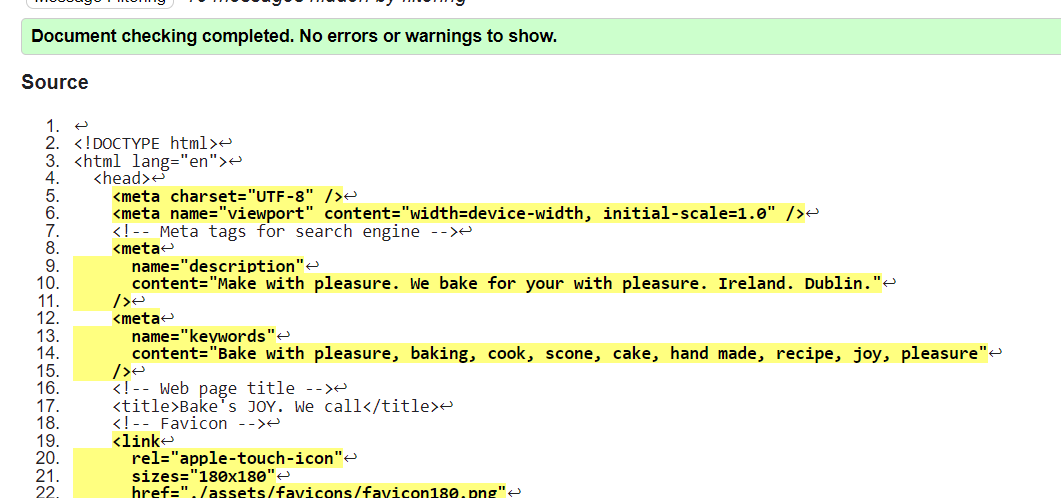 Message Filtering
Document checking completed. No errors or warnings to show.
Source
1. ↩
2. <!DOCTYPE html>↩
3. <html lang="en">↩
4. <head>↩
5. <meta charset="UTF-8" />↩
6. <meta name="viewport" content="width=device-width, initial-scale=1.0" />↩
7. <!-- Meta tags for search engine -->↩
8. <meta↩
9. name="description"↩
10. content="Make with pleasure. We bake for your with pleasure. Ireland. Dublin."↩
11. />↩
12. <meta↩
13. name="keywords"↩
14. content="Bake with pleasure, baking, cook, scone, cake, hand made, recipe, joy, pleasure"↩
15. />↩
16. <!-- Web page title -->↩
17. <title>Bake's JOY. We call</title>↩
18. <!-- Favicon -->↩
19. <link↩
20. rel="apple-touch-icon"↩
21. sizes="180x180"↩
22. href="./assets/favicons/favicon180.png"↩